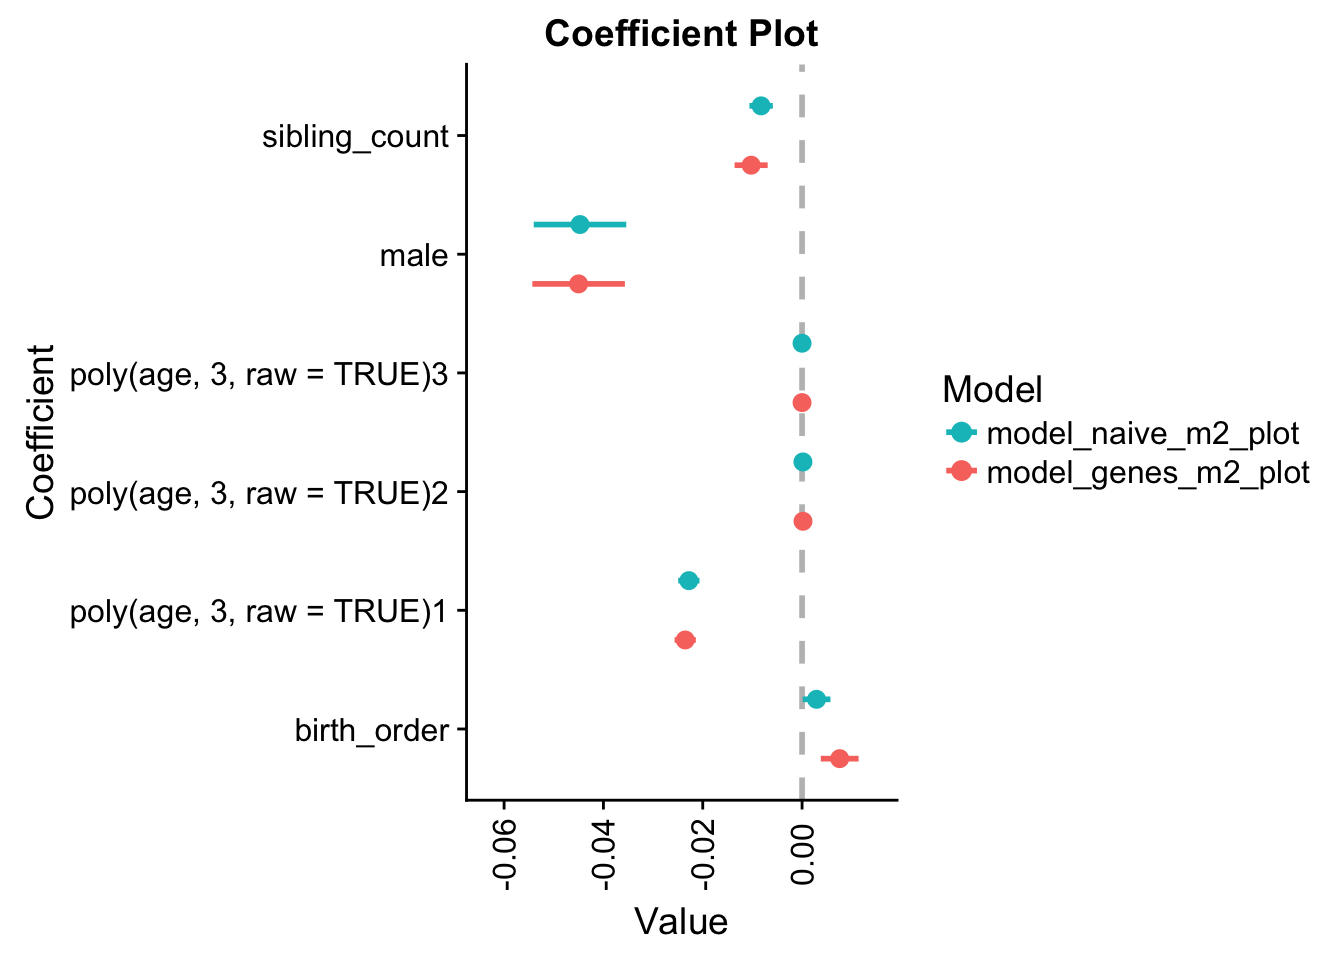 Coefficient Plot
sibling_count
male
poly(age, 3, raw = TRUE)3
poly(age, 3, raw = TRUE)2
poly(age, 3, raw = TRUE)1
birth_order
Coefficient
-0.06
-0.04
-0.02
0.00
Value
Model
model_naive_m2_plot
model_genes_m2_plot